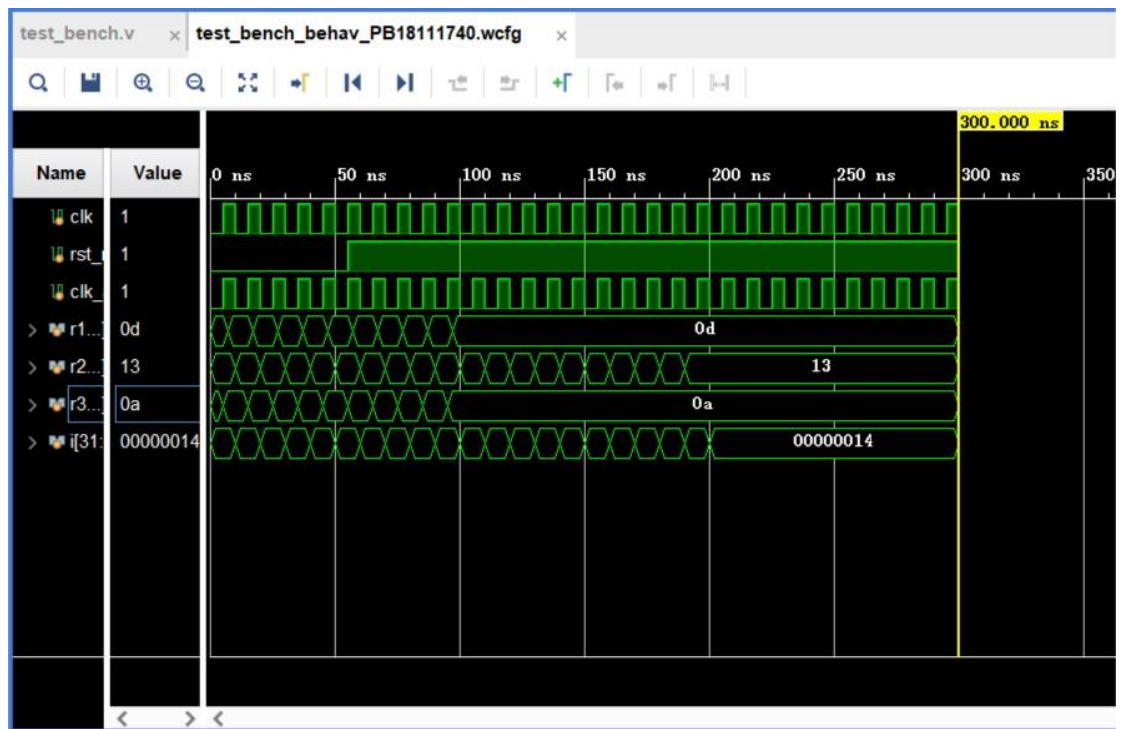 test_bench.v × test_bench_behav_PB18111740.wcfg ×
300.000 ns
Name Value 0 ns 50 ns 100 ns 150 ns 200 ns 250 ns 300 ns 350
clk 1
rst_ 1
clk_ 1
r1...] 0d 0d
r2...] 13 13
r3...] 0a 0a
i[31: 00000014 00000014